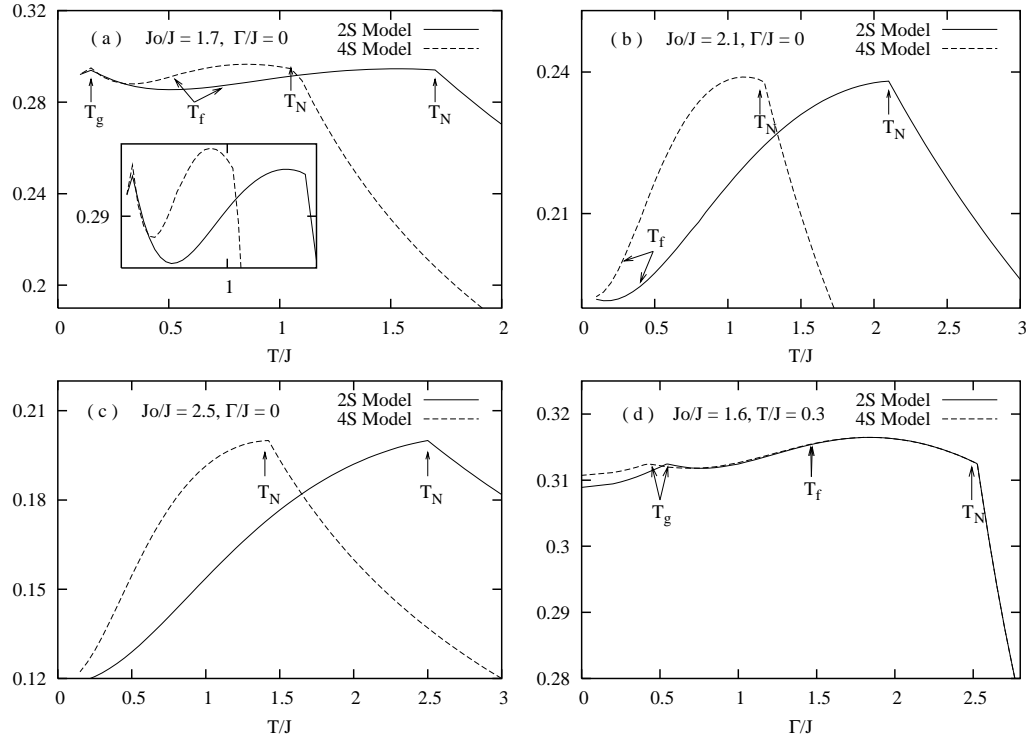 ( a ) Jo/J = 1.7, Γ/J = 0
2S Model
4S Model
0.32
0.28
0.24
0.2
T_g
T_f
T_N
T_N
0.29
1
0
0.5
1
1.5
2
T/J
( b ) Jo/J = 2.1, Γ/J = 0
2S Model
4S Model
0.24
0.21
T_f
T_N
T_N
0
0.5
1
1.5
2
2.5
3
T/J
( c ) Jo/J = 2.5, Γ/J = 0
2S Model
4S Model
0.21
0.18
0.15
0.12
T_N
T_N
0
0.5
1
1.5
2
2.5
3
T/J
( d ) Jo/J = 1.6, T/J = 0.3
2S Model
4S Model
0.32
0.31
0.3
0.29
0.28
T_g
T_f
T_N
0
0.5
1
1.5
2
2.5
Γ/J